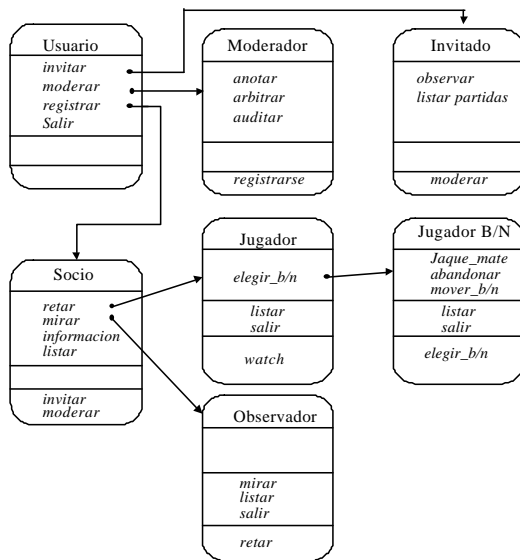 Usuario
invitar
moderar
registrar
Salir
Moderador
anotar
arbitrar
auditar
registrarse
Invitado
observar
listar partidas
moderar
Socio
retar
mirar
informacion
listar
invitar
moderar
Jugador
elegir_b/n
listar
salir
watch
Jugador B/N
Jaque_mate
abandonar
mover_b/n
listar
salir
elegir_b/n
Observador
mirar
listar
salir
retar